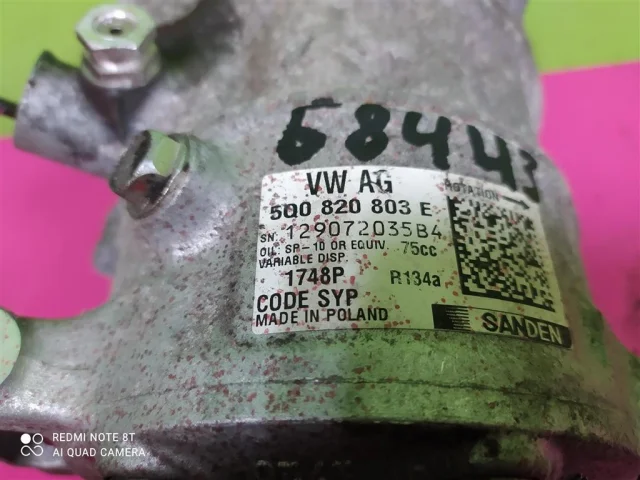 68443
VW AG
ROTATION
5Q0 820 803 E
SN: 129072035B4
OIL: SP-10 OR EQUIV. 75CC
VARIABLE DISP.
1748P R134a
CODE SYP
MADE IN POLAND
SANDEN
REDMI NOTE 8T
AI QUAD CAMERA